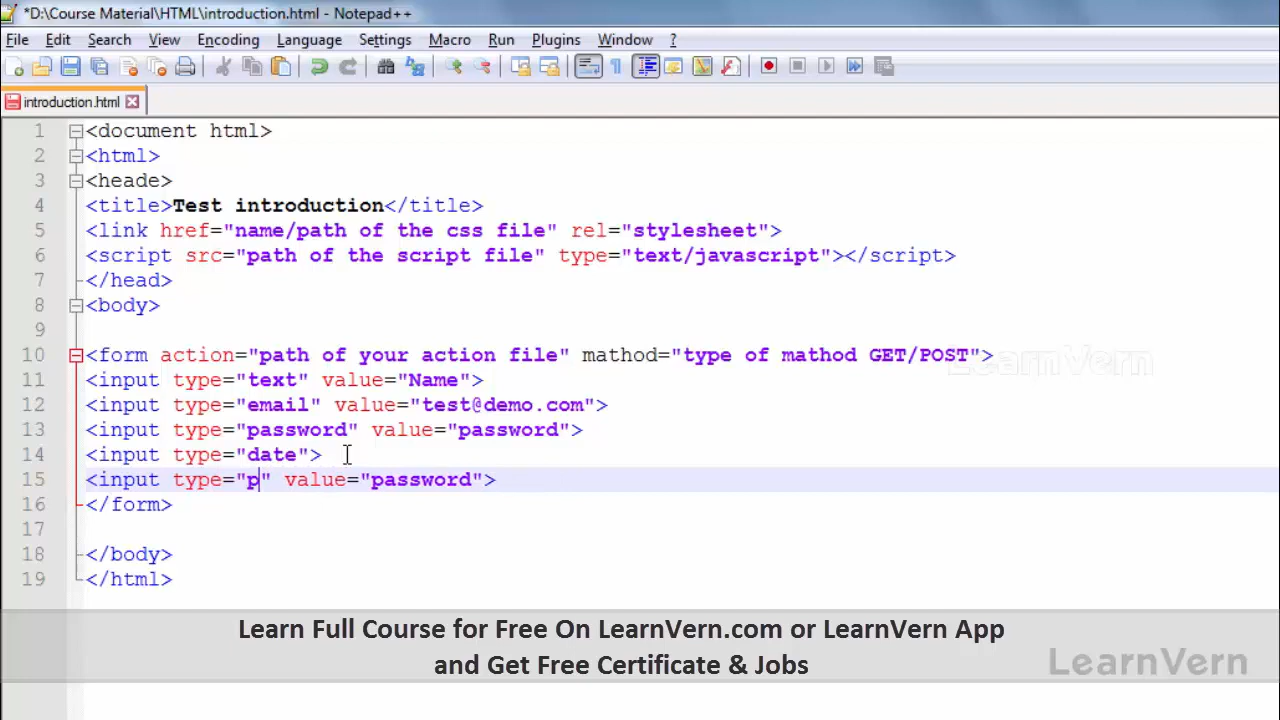 *D:\Course Material\HTML\introduction.html - Notepad++
File Edit Search View Encoding Language Settings Macro Run Plugins Window ?
introduction.html
1 <document html>
2 <html>
3 <heade>
4 <title>Test introduction</title>
5 <link href="name/path of the css file" rel="stylesheet">
6 <script src="path of the script file" type="text/javascript"></script>
7 </head>
8 <body>
9
10 <form action="path of your action file" mathod="type of mathod GET/POST">
LearnVern
11 <input type="text" value="Name">
12 <input type="email" value="test@demo.com">
13 <input type="password" value="password">
14 <input type="date">
15 <input type="p" value="password">
16 </form>
17
18 </body>
19 </html>
Learn Full Course for Free On LearnVern.com or LearnVern App
and Get Free Certificate & Jobs
LearnVern